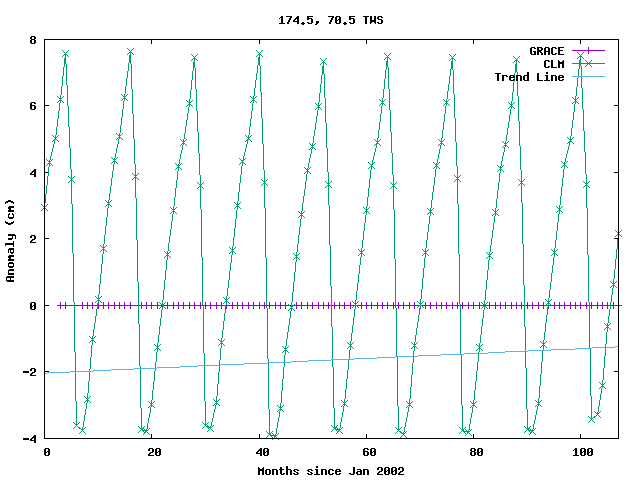 174.5, 70.5 TWS
GRACE
CLM
Trend Line
8
6
4
2
0
-2
-4
Anomaly (cm)
0 20 40 60 80 100
Months since Jan 2002